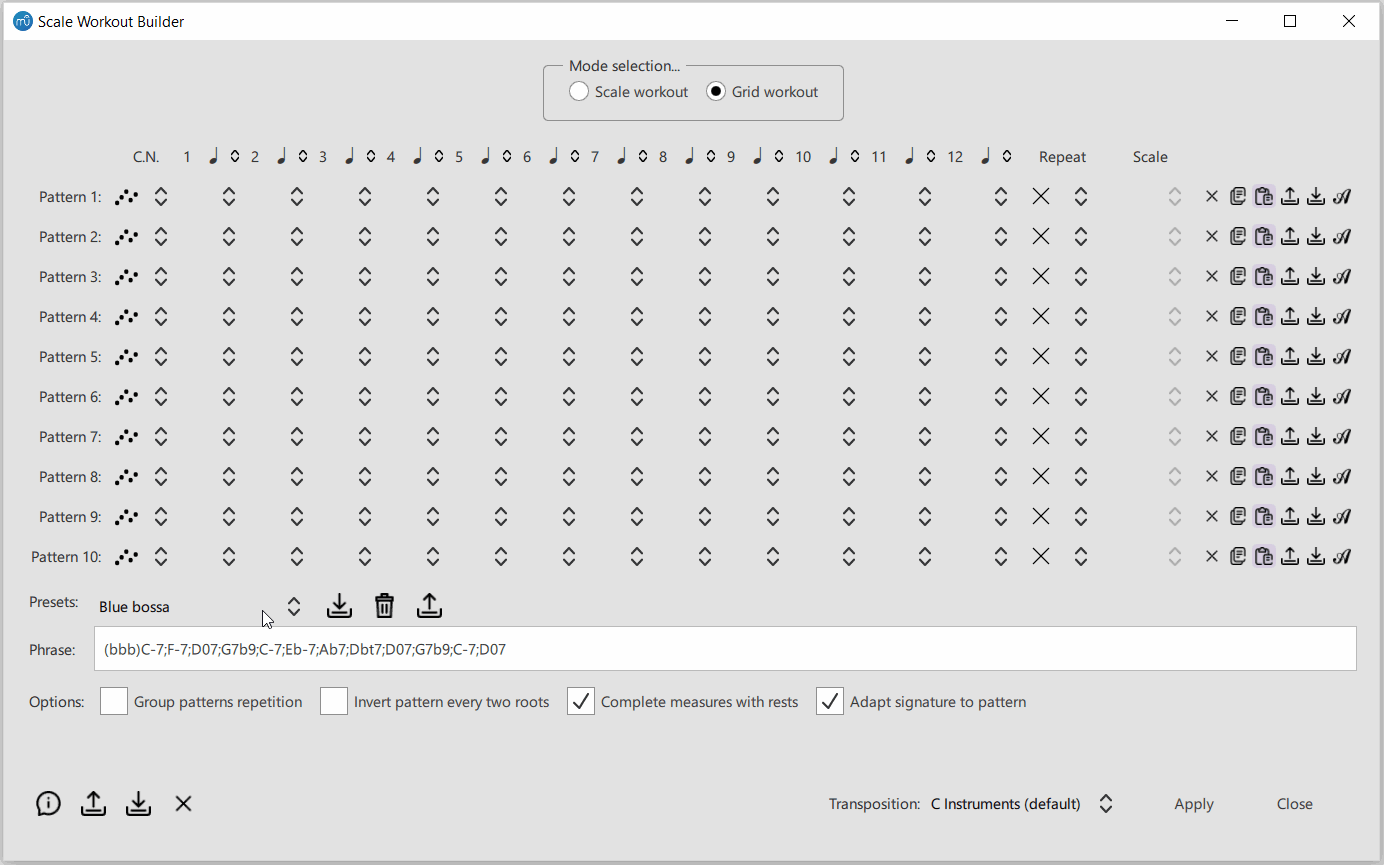 Scale Workout Builder
Mode selection...
Scale workout Grid workout
C.N. 1 2 3 4 5 6 7 8 9 10 11 12 Repeat Scale
Pattern 1:
Pattern 2:
Pattern 3:
Pattern 4:
Pattern 5:
Pattern 6:
Pattern 7:
Pattern 8:
Pattern 9:
Pattern 10:
Presets: Blue bossa
Phrase: (bbb)C-7;F-7;D07;G7b9;C-7;Eb-7;Ab7;Dbt7;D07;G7b9;C-7;D07
Options: Group patterns repetition Invert pattern every two roots Complete measures with rests Adapt signature to pattern
Transposition: C Instruments (default) Apply Close